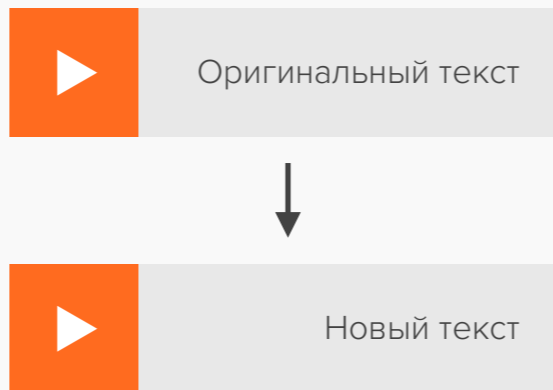 Оригинальный текст
Новый текст